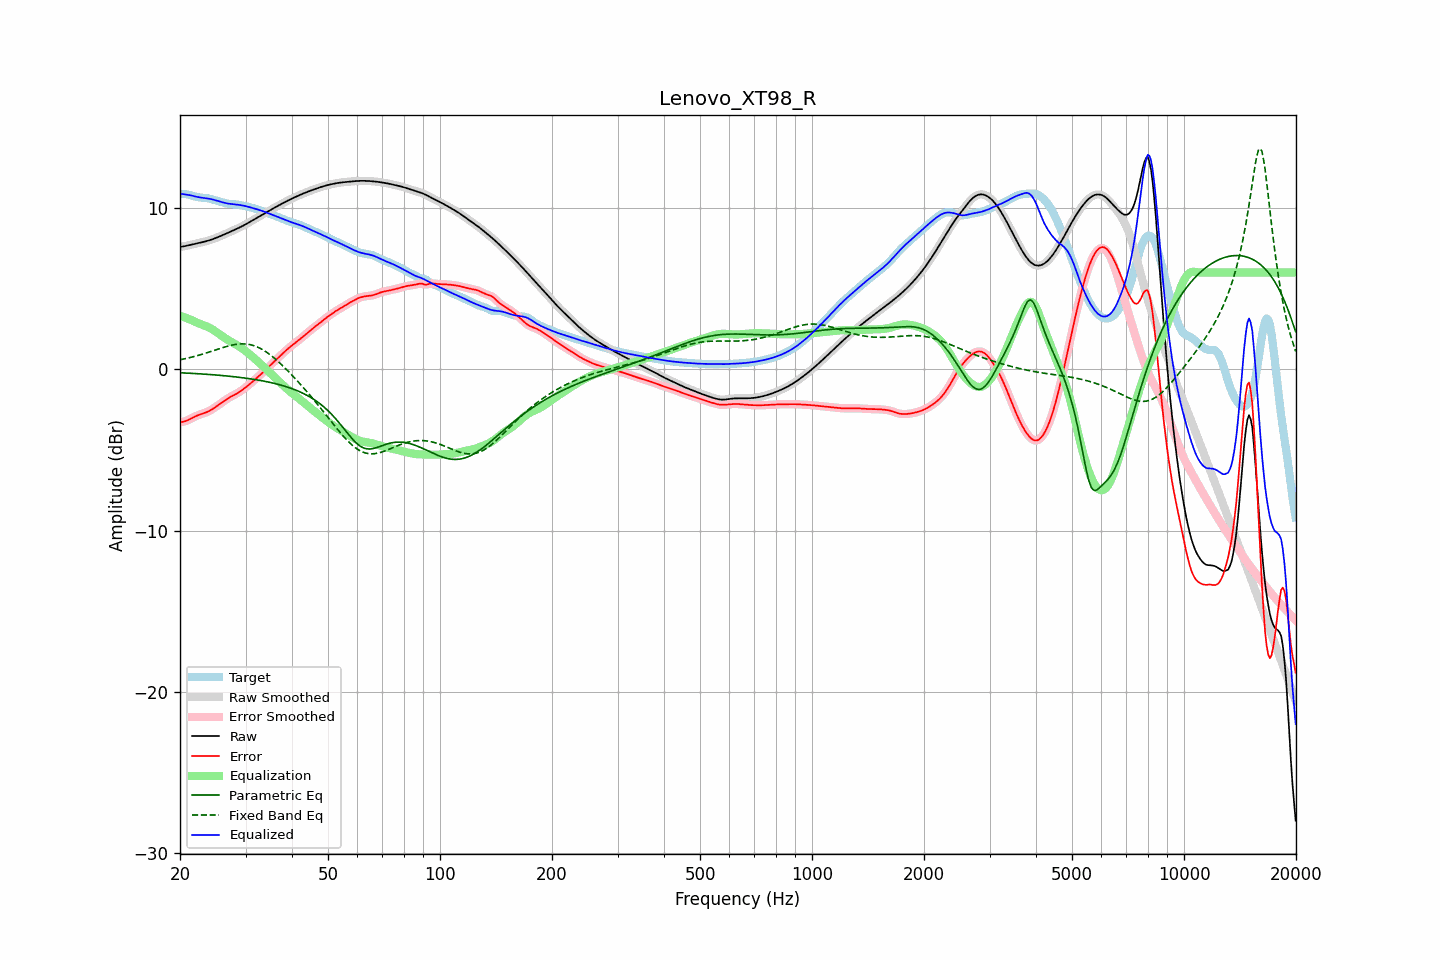 Lenovo_XT98_R
Amplitude (dBr)
10
0
−10
−20
−30
Target
Raw Smoothed
Error Smoothed
Raw
Error
Equalization
Parametric Eq
Fixed Band Eq
Equalized
20
50
100
200
500
1000
2000
5000
10000
20000
Frequency (Hz)